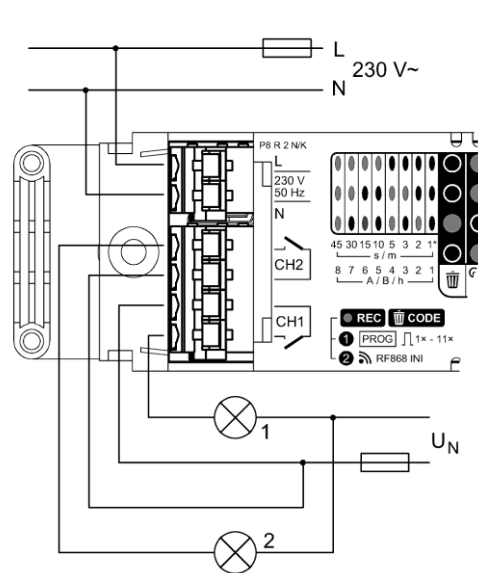 L
230 V~
N
P8 R 2 N/K
L
230 V
50 Hz
N
CH2
CH1
45 30 15 10 5 3 2 1*
s / m
8 7 6 5 4 3 2 1
A / B / h
REC CODE
1 PROG 1× - 11×
2 RF868 INI
1
UN
2